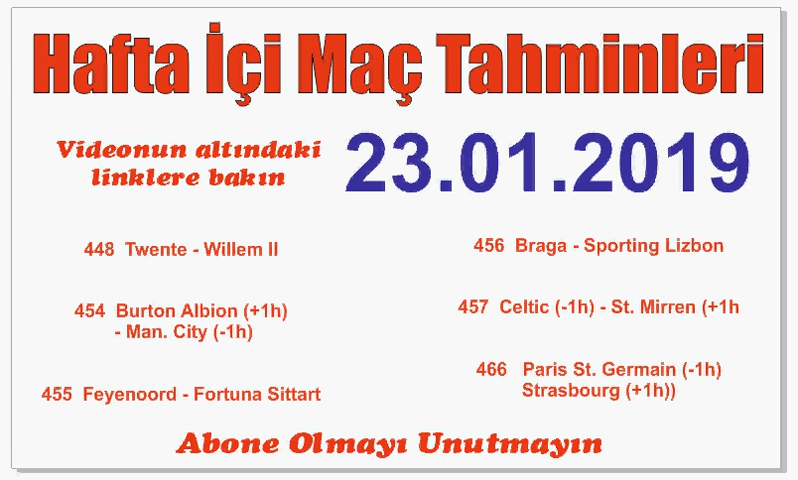 Hafta İçi Maç Tahminleri
Videonun altındaki
linklere bakın
23.01.2019
448 Twente - Willem II
454 Burton Albion (+1h)
- Man. City (-1h)
455 Feyenoord - Fortuna Sittart
456 Braga - Sporting Lizbon
457 Celtic (-1h) - St. Mirren (+1h
466 Paris St. Germain (-1h)
Strasbourg (+1h))
Abone Olmayı Unutmayın